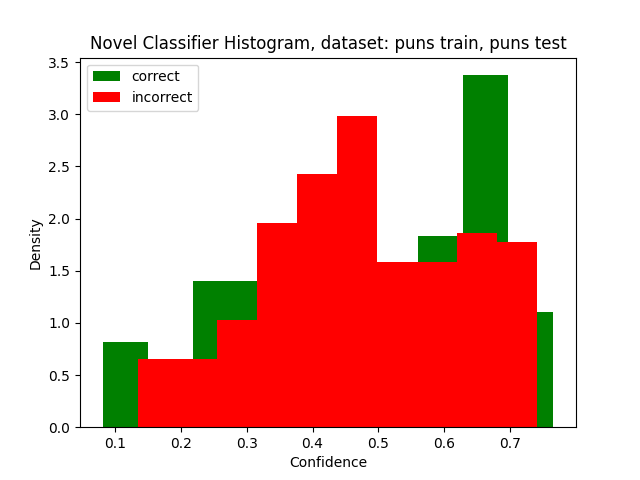 Novel Classifier Histogram, dataset: puns train, puns test
correct
incorrect
3.5
3.0
2.5
2.0
1.5
1.0
0.5
0.0
Density
0.1 0.2 0.3 0.4 0.5 0.6 0.7
Confidence